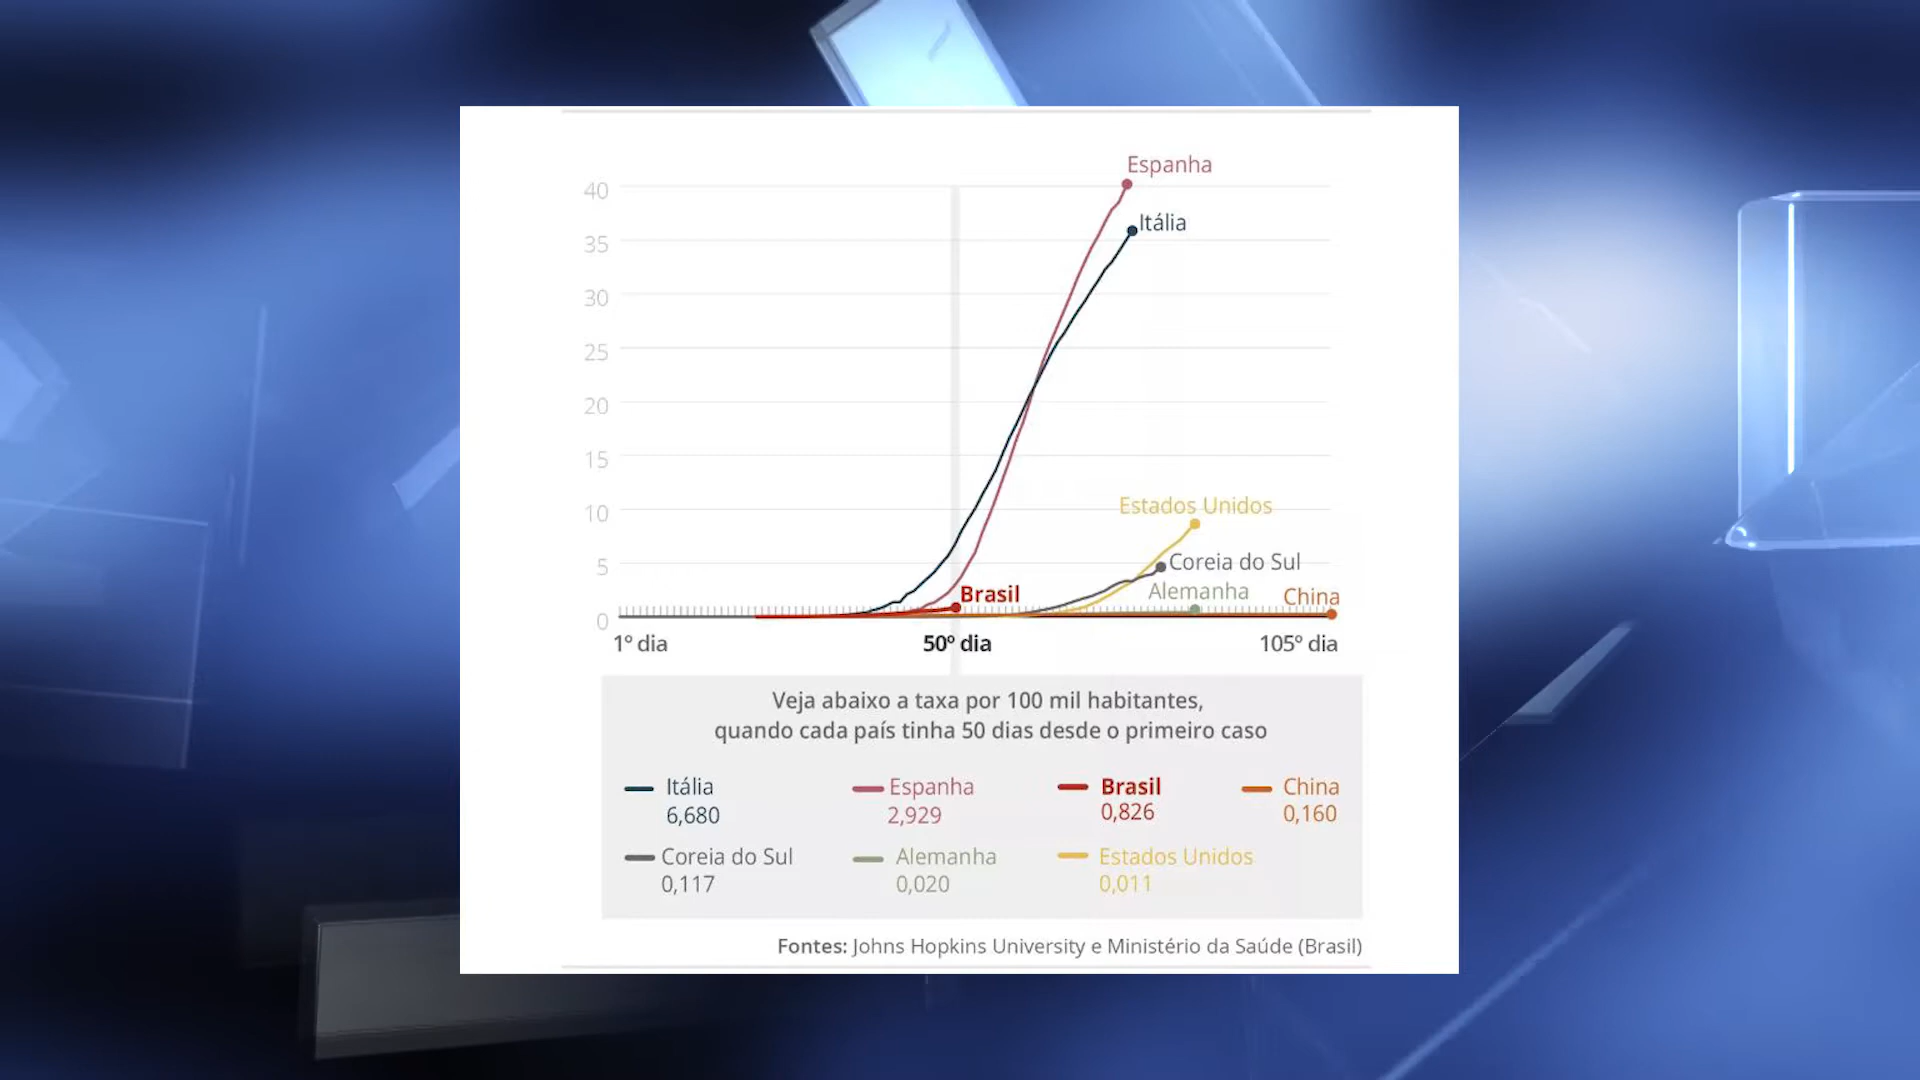 Espanha
40
Itália
35
30
25
20
15
10
Estados Unidos
5
Coreia do Sul
Alemanha
Brasil
China
0
1º dia
50º dia
105º dia
Veja abaixo a taxa por 100 mil habitantes,
quando cada país tinha 50 dias desde o primeiro caso
Itália
6,680
Espanha
2,929
Brasil
0,826
China
0,160
Coreia do Sul
0,117
Alemanha
0,020
Estados Unidos
0,011
Fontes: Johns Hopkins University e Ministério da Saúde (Brasil)